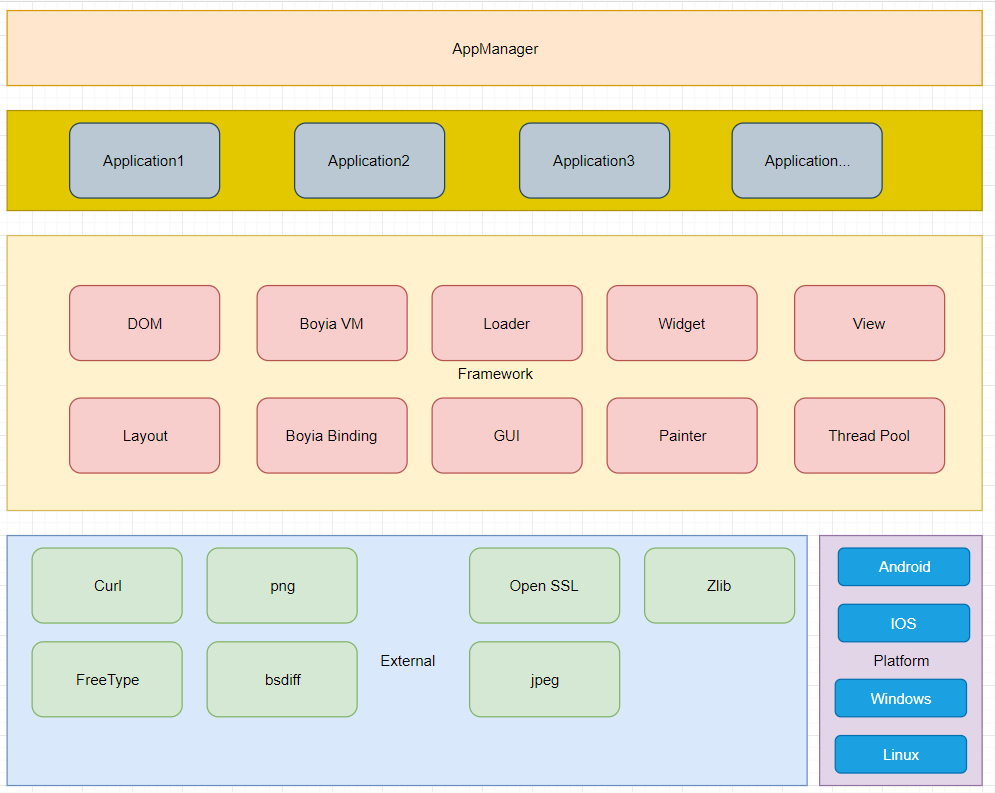 AppManager
Application1
Application2
Application3
Application...
DOM
Boyia VM
Loader
Widget
View
Framework
Layout
Boyia Binding
GUI
Painter
Thread Pool
Curl
png
Open SSL
Zlib
FreeType
bsdiff
External
jpeg
Android
IOS
Platform
Windows
Linux